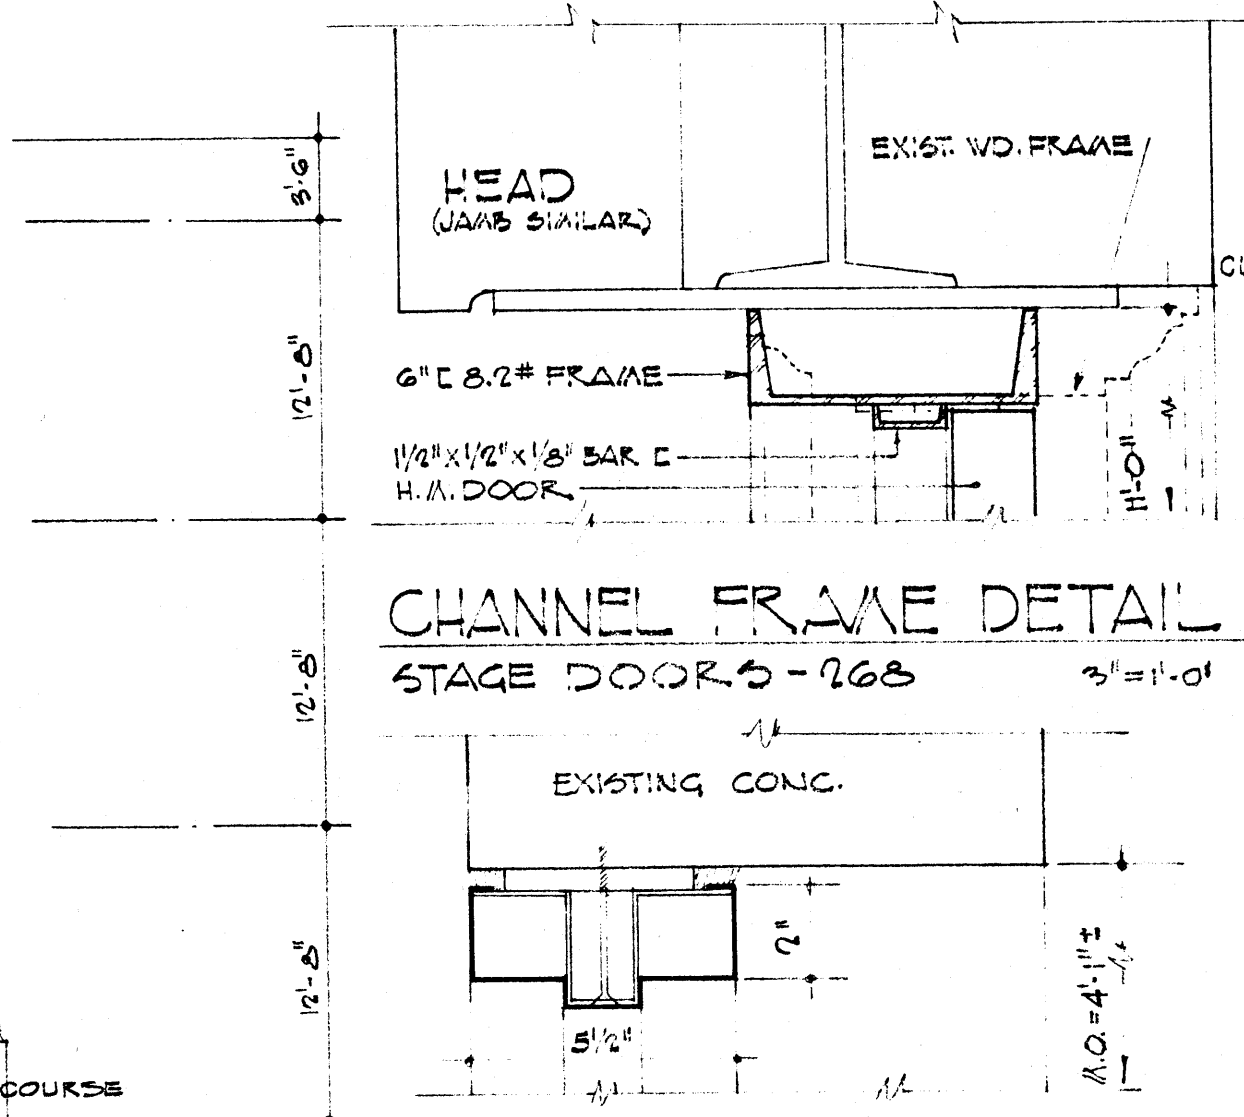 EXIST. WD. FRAME
HEAD
(JAMB SIMILAR)
3'-6"
12'-8"
6" [ 8.2# FRAME
1 1/2" x 1/2" x 1/8" BAR [
H.M. DOOR
11'-0"
CHANNEL FRAME DETAIL
STAGE DOORS - 268 3" = 1'-0"
12'-8"
EXISTING CONC.
2"
12'-8"
M.O. = 4'-1" ±
5 1/2"
COURSE